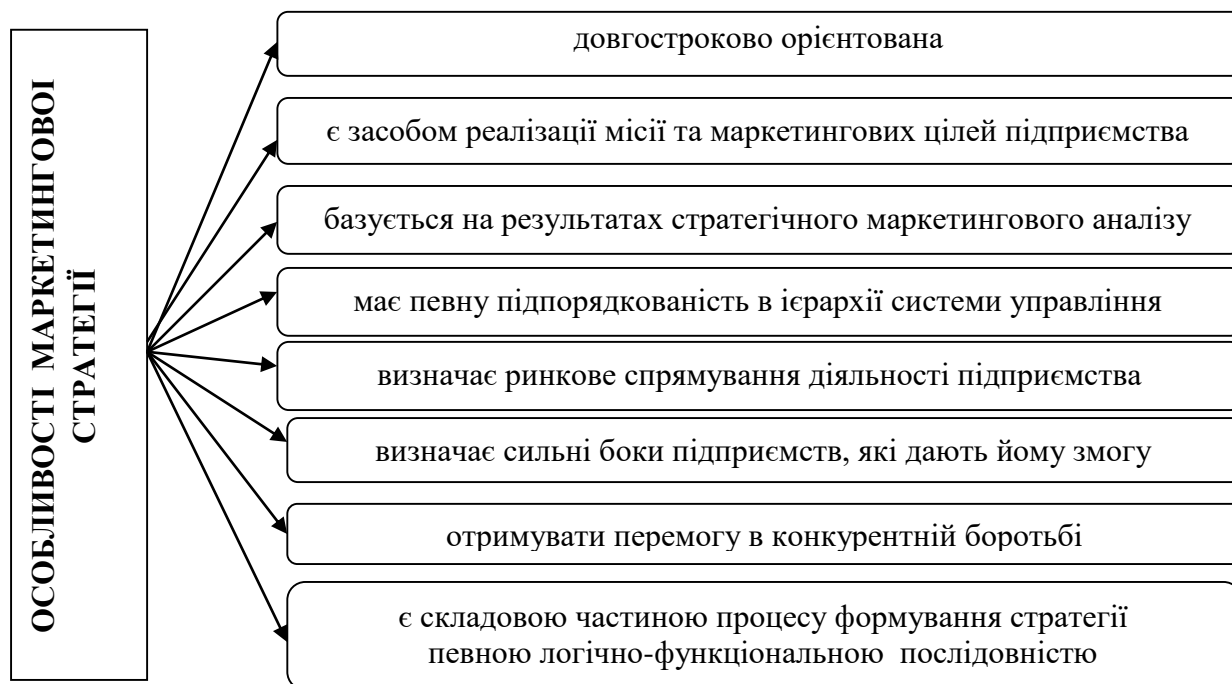 ОСОБЛИВОСТІ МАРКЕТИНГОВОІ
СТРАТЕГІЇ
довгостроково орієнтована
є засобом реалізації місії та маркетингових цілей підприємства
базується на результатах стратегічного маркетингового аналізу
має певну підпорядкованість в ієрархії системи управління
визначає ринкове спрямування діяльності підприємства
визначає сильні боки підприємств, які дають йому змогу
отримувати перемогу в конкурентній боротьбі
є складовою частиною процесу формування стратегії
певною логічно-функціональною послідовністю